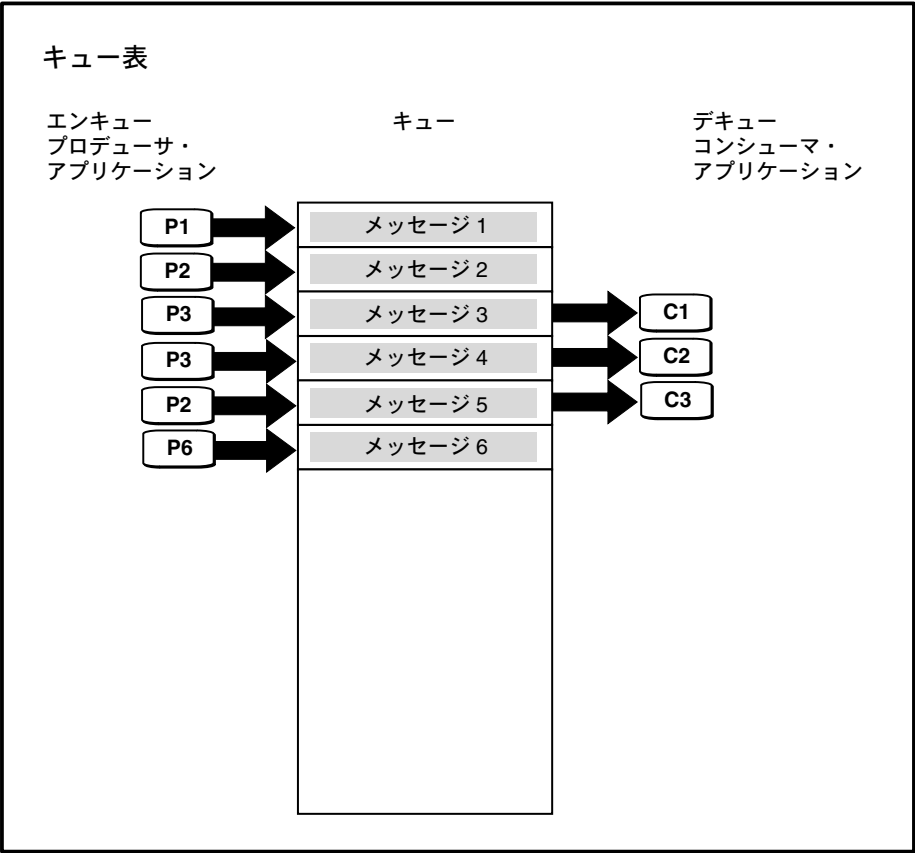 キュー表
エンキュー
プロデューサ・
アプリケーション
キュー
デキュー
コンシューマ・
アプリケーション
P1
メッセージ 1
P2
メッセージ 2
P3
メッセージ 3
C1
P3
メッセージ 4
C2
P2
メッセージ 5
C3
P6
メッセージ 6